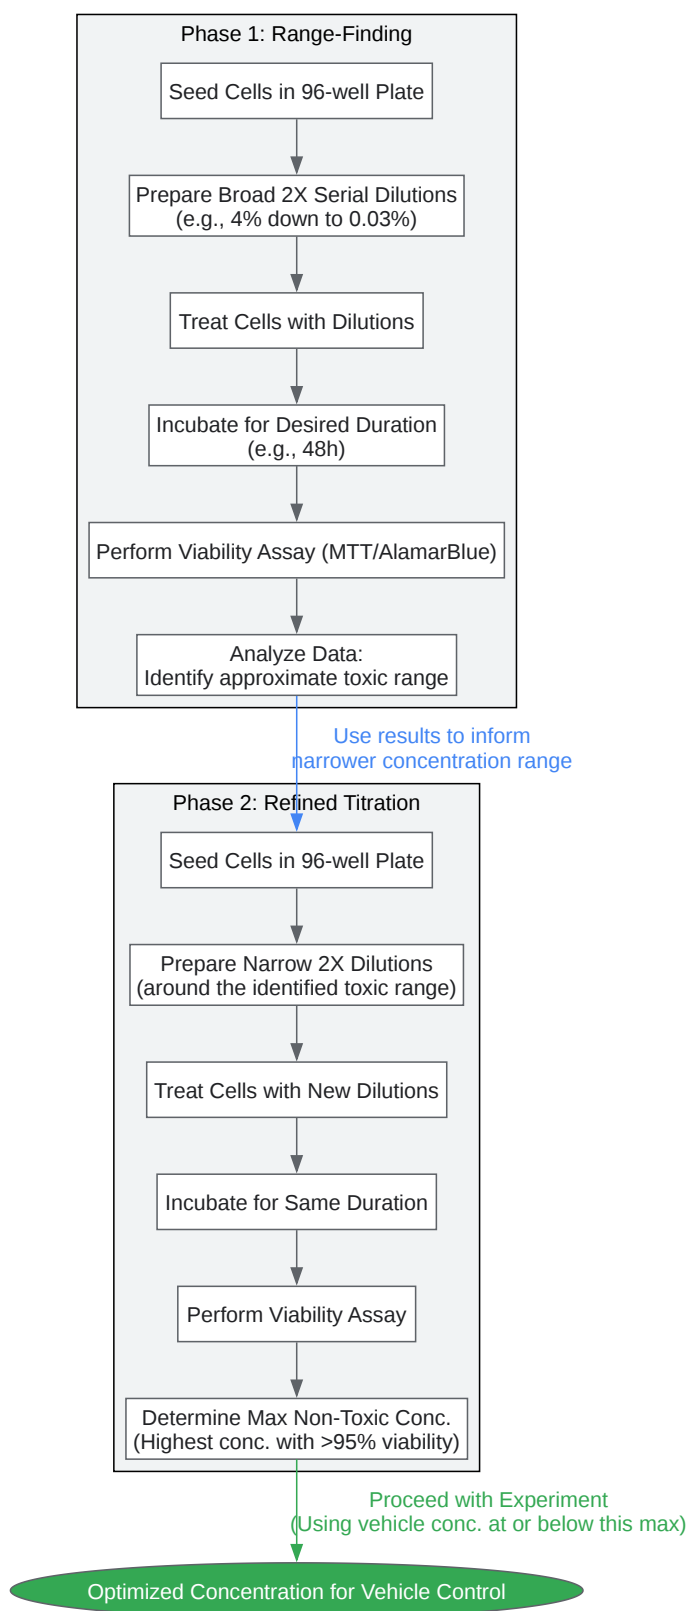 Phase 1: Range-Finding
Seed Cells in 96-well Plate
Prepare Broad 2X Serial Dilutions
(e.g., 4% down to 0.03%)
Treat Cells with Dilutions
Incubate for Desired Duration
(e.g., 48h)
Perform Viability Assay (MTT/AlamarBlue)
Analyze Data:
Identify approximate toxic range
Use results to inform
narrower concentration range
Phase 2: Refined Titration
Seed Cells in 96-well Plate
Prepare Narrow 2X Dilutions
(around the identified toxic range)
Treat Cells with New Dilutions
Incubate for Same Duration
Perform Viability Assay
Determine Max Non-Toxic Conc.
(Highest conc. with >95% viability)
Proceed with Experiment
(Using vehicle conc. at or below this max)
Optimized Concentration for Vehicle Control